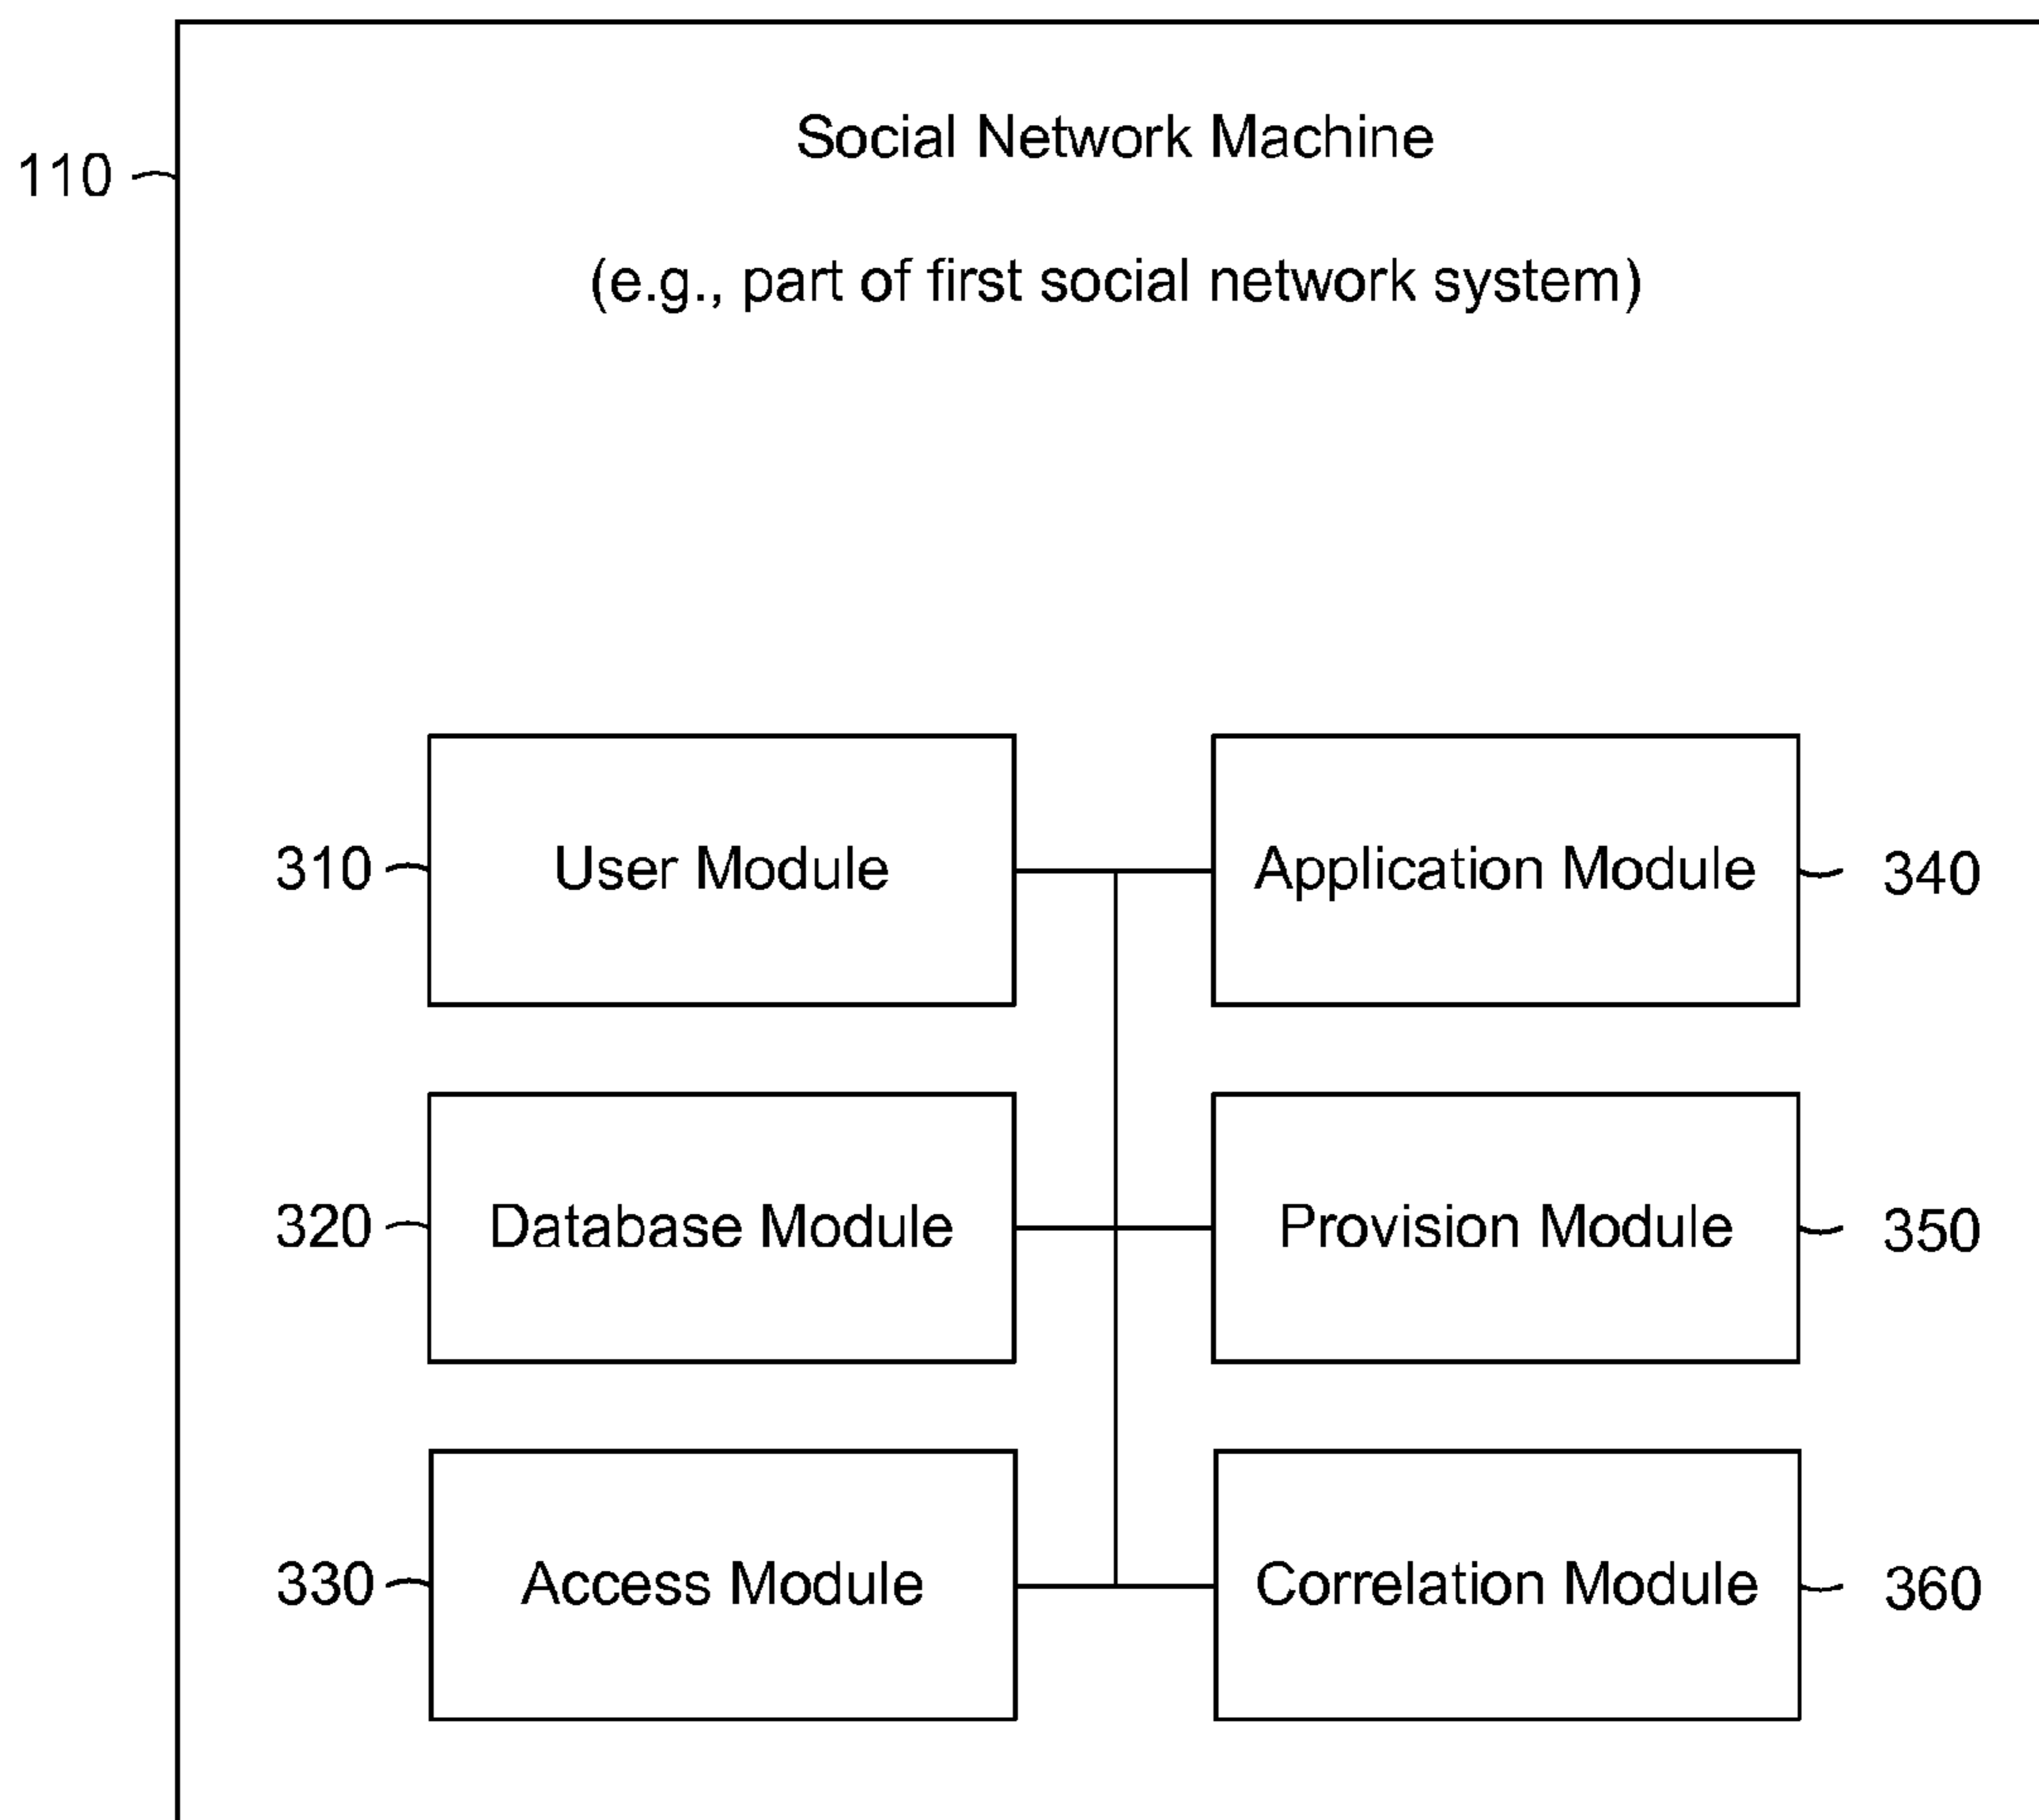 Social Network Machine
110
(e.g., part of first social network system)
310
User Module
Application Module
340
320
Database Module
Provision Module
350
330
Access Module
Correlation Module
360